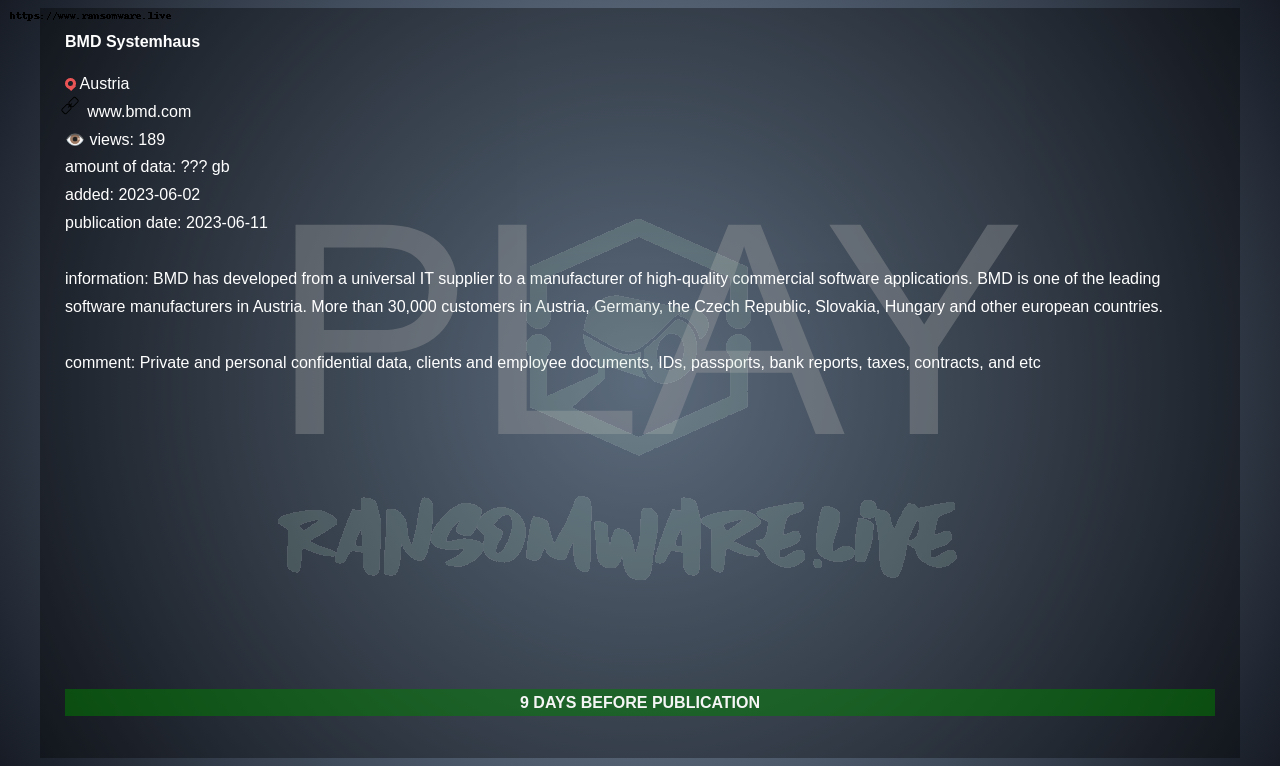 https://www.ransomware.live
BMD Systemhaus
Austria
www.bmd.com
views: 189
amount of data: ??? gb
added: 2023-06-02
publication date: 2023-06-11
information: BMD has developed from a universal IT supplier to a manufacturer of high-quality commercial software applications. BMD is one of the leading
software manufacturers in Austria. More than 30,000 customers in Austria, Germany, the Czech Republic, Slovakia, Hungary and other european countries.
comment: Private and personal confidential data, clients and employee documents, IDs, passports, bank reports, taxes, contracts, and etc
PLAY
RANSOMWARE.LIVE
9 DAYS BEFORE PUBLICATION